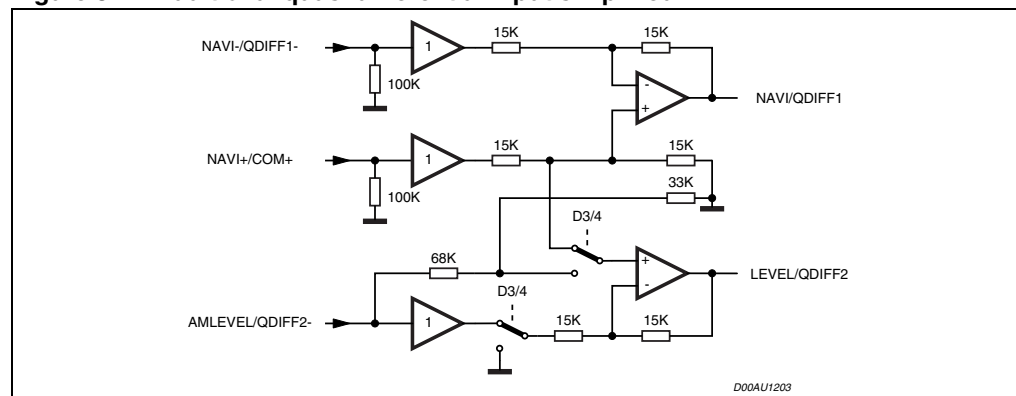 NAVI-/QDIFF1-
1
15K
15K
100K
-
+
NAVI/QDIFF1
NAVI+/COM+
1
15K
15K
100K
33K
D3/4
68K
+
-
LEVEL/QDIFF2
D3/4
AMLEVEL/QDIFF2-
1
15K
15K
D00AU1203